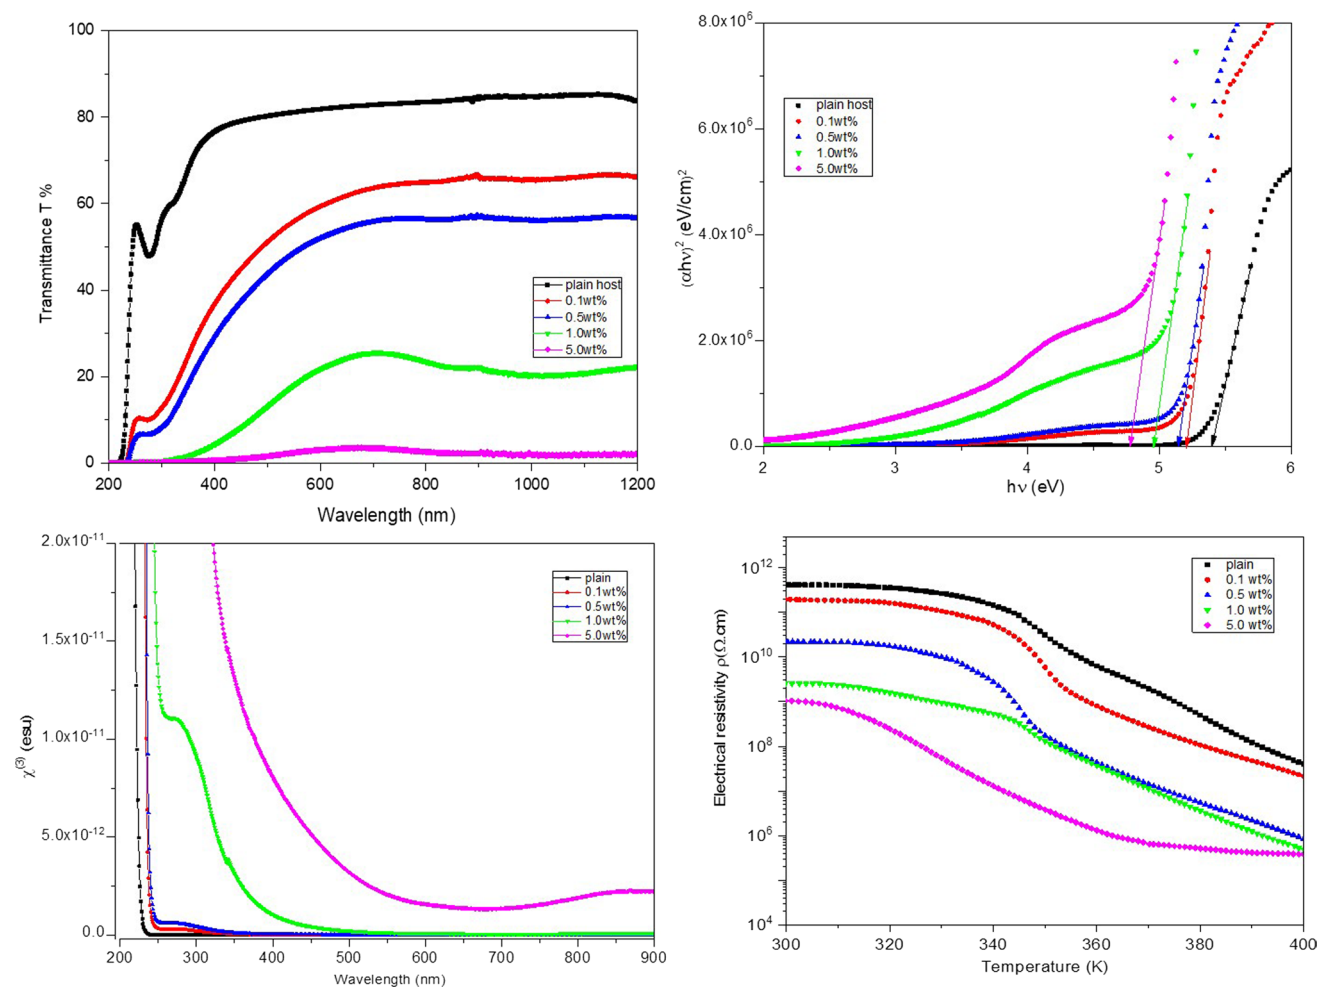 100
80
60
40
20
0
Transmittance T %
plain host
0.1wt%
0.5wt%
1.0wt%
5.0wt%
200
400
600
800
1000
1200
Wavelength (nm)
8.0x10⁶
6.0x10⁶
4.0x10⁶
2.0x10⁶
0.0
(αhν)² (eV/cm)²
plain host
0.1wt%
0.5wt%
1.0wt%
5.0wt%
2
3
4
5
6
hν (eV)
2.0x10⁻¹¹
1.5x10⁻¹¹
1.0x10⁻¹¹
5.0x10⁻¹²
0.0
χ⁽³⁾ (esu)
plain
0.1wt%
0.5wt%
1.0wt%
5.0wt%
200
300
400
500
600
700
800
900
Wavelength (nm)
10¹²
10¹⁰
10⁸
10⁶
10⁴
Electrical resistivity ρ(Ω.cm)
plain
0.1 wt%
0.5 wt%
1.0 wt%
5.0 wt%
300
320
340
360
380
400
Temperature (K)